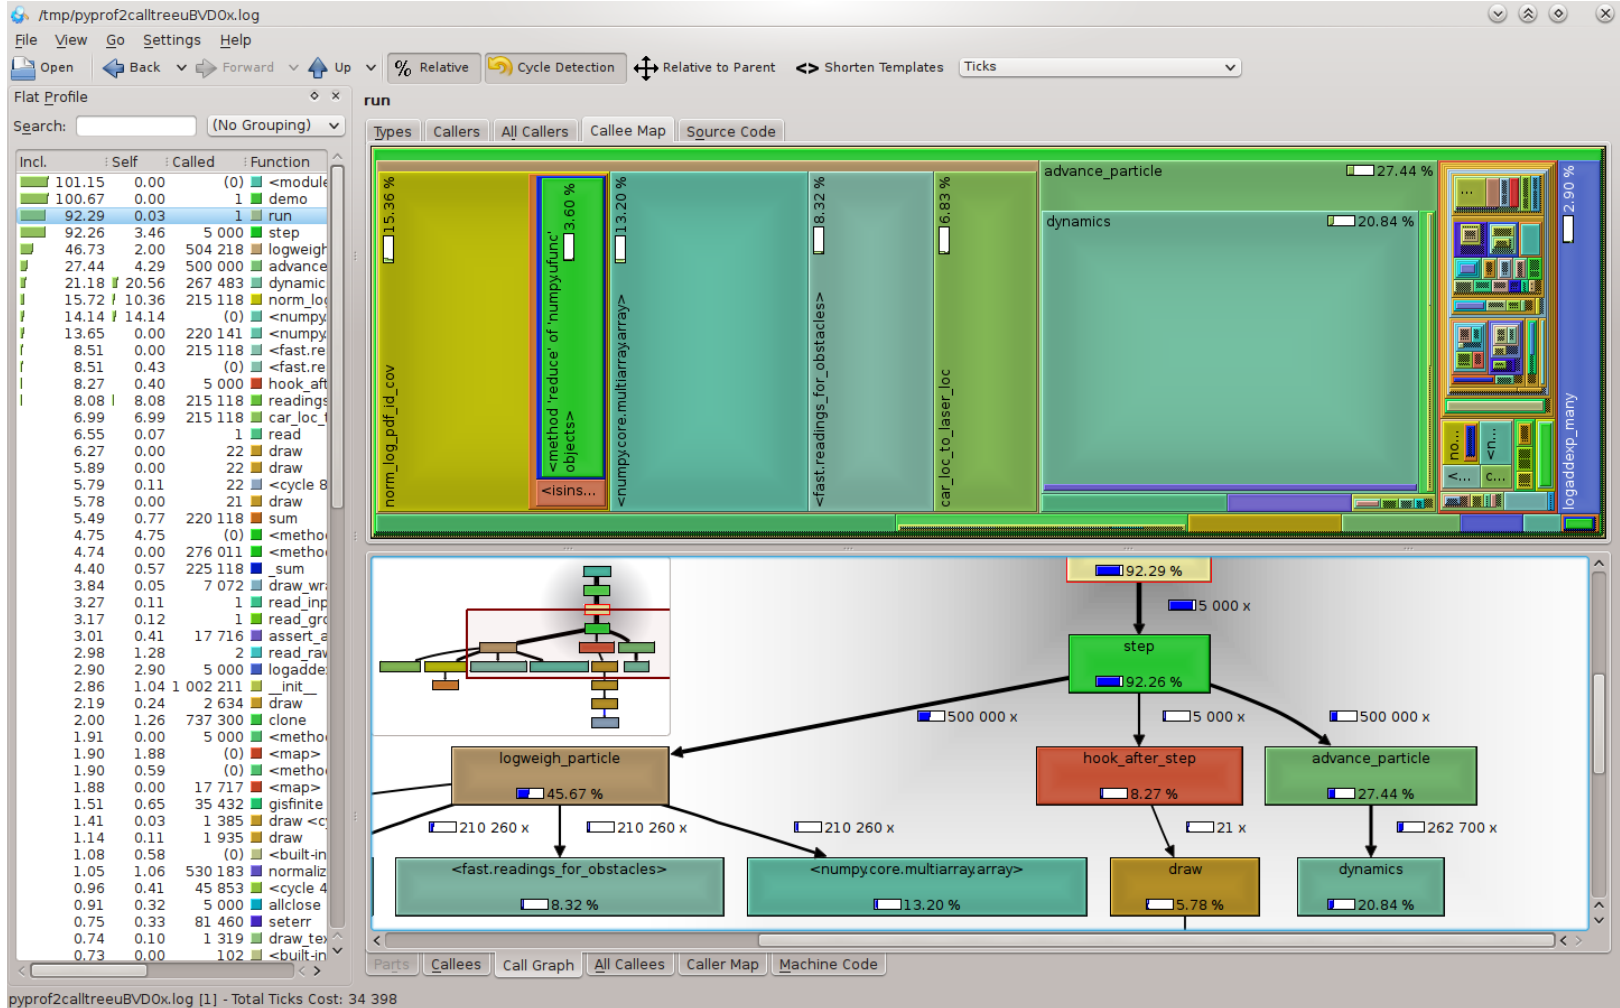 /tmp/pyprof2calltreeuBVD0x.log
File View Go Settings Help
Open Back Forward Up % Relative Cycle Detection Relative to Parent <> Shorten Templates Ticks
Flat Profile
Search: (No Grouping)
Incl. Self Called Function
101.15 0.00 (0) <module
100.67 0.00 1 demo
92.29 0.03 1 run
92.26 3.46 5 000 step
46.73 2.00 504 218 logweigh
27.44 4.29 500 000 advance
21.18 20.56 267 483 dynamic
15.72 10.36 215 118 norm_log
14.14 14.14 (0) <numpy
13.65 0.00 220 141 <numpy
8.51 0.00 215 118 <fast.re
8.51 0.43 (0) <fast.re
8.27 0.40 5 000 hook_aft
8.08 8.08 215 118 readings
6.99 6.99 215 118 car_loc_t
6.55 0.07 1 read
6.27 0.00 22 draw
5.89 0.00 22 draw
5.79 0.11 22 <cycle 8
5.78 0.00 21 draw
5.49 0.77 220 118 sum
4.75 4.75 (0) <metho
4.74 0.00 276 011 <metho
4.40 0.57 225 118 _sum
3.84 0.05 7 072 draw_wra
3.27 0.11 1 read_inp
3.17 0.12 1 read_gro
3.01 0.41 17 716 assert_a
2.98 1.28 2 read_raw
2.90 2.90 5 000 logadde
2.86 1.04 1 002 211 __init__
2.19 0.24 2 634 draw
2.00 1.26 737 300 clone
1.91 0.00 5 000 <metho
1.90 1.88 (0) <map>
1.90 0.59 (0) <metho
1.88 0.00 17 717 <map>
1.51 0.65 35 432 gisfinite
1.41 0.03 1 385 draw <cy
1.14 0.11 1 935 draw
1.08 0.58 (0) <built-in
1.05 1.06 530 183 normaliz
0.96 0.41 45 853 <cycle 4
0.91 0.32 5 000 allclose
0.75 0.33 81 460 seterr
0.74 0.10 1 319 draw_tex
0.73 0.00 102 <built-in
run
Types Callers All Callers Callee Map Source Code
norm_log_pdf_id_cov 15.36 %
<method 'reduce' of 'numpy.ufunc' objects> 3.60 %
<isins...
<numpy.core.multiarray.array> 13.20 %
<fast.readings_for_obstacles> 8.32 %
car_loc_to_laser_loc 6.83 %
advance_particle 27.44 %
dynamics 20.84 %
...
no...
<n...
<...
c...
logaddexp_many 2.90 %
92.29 %
5 000 x
step
92.26 %
500 000 x 5 000 x 500 000 x
logweigh_particle hook_after_step advance_particle
45.67 % 8.27 % 27.44 %
210 260 x 210 260 x 210 260 x 21 x 262 700 x
<fast.readings_for_obstacles> <numpy.core.multiarray.array> draw dynamics
8.32 % 13.20 % 5.78 % 20.84 %
Parts Callees Call Graph All Callees Caller Map Machine Code
pyprof2calltreeuBVD0x.log [1] - Total Ticks Cost: 34 398